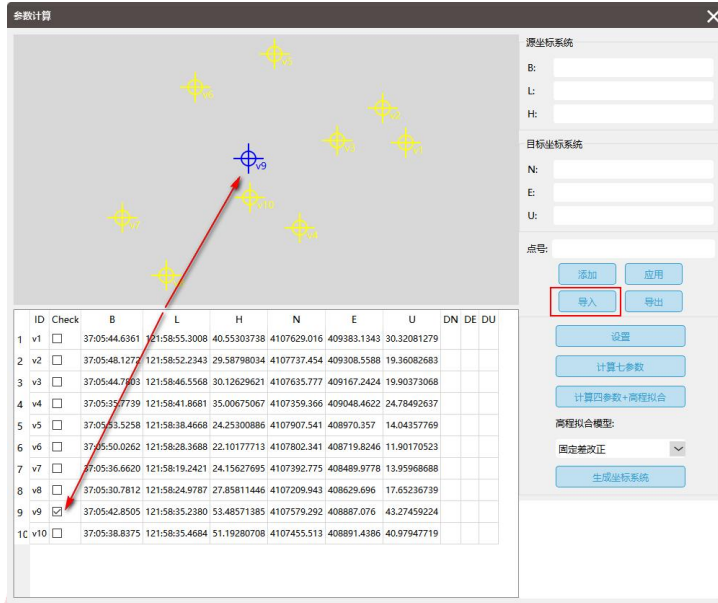 参数计算
源坐标系统
B:
L:
H:
目标坐标系统
N:
E:
U:
点号:
添加 应用
导入 导出
设置
计算七参数
计算四参数+高程拟合
高程拟合模型:
固定差改正
生成坐标系统
v9
v10
v4
v7
ID Check B L H N E U DN DE DU
1 v1 37:05:44.6361 121:58:55.3008 40.55303738 4107629.016 409383.1343 30.32081279
2 v2 37:05:48.1272 121:58:52.2343 29.58798034 4107737.454 409308.5588 19.36082683
3 v3 37:05:44.7803 121:58:46.5568 30.12629621 4107635.777 409167.2424 19.90373068
4 v4 37:05:35.7739 121:58:41.8681 35.00675067 4107359.366 409048.4622 24.78492637
5 v5 37:05:53.5258 121:58:38.4668 24.25300886 4107907.541 408970.357 14.04357769
6 v6 37:05:50.0262 121:58:28.3688 22.10177713 4107802.341 408719.8246 11.90170523
7 v7 37:05:36.6620 121:58:19.2421 24.15627695 4107392.775 408489.9778 13.95968688
8 v8 37:05:30.7812 121:58:24.9787 27.85811446 4107209.943 408629.696 17.65236739
9 v9 37:05:42.8505 121:58:35.2380 53.48571385 4107579.292 408887.076 43.27459224
10 v10 37:05:38.8375 121:58:35.4684 51.19280708 4107455.513 408891.4386 40.97947719